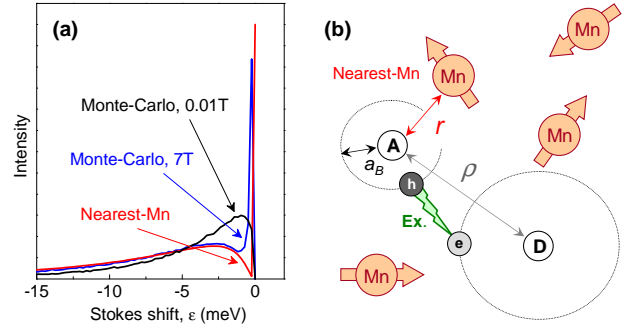 (a)
Monte-Carlo, 0.01T
Monte-Carlo, 7T
Nearest-Mn
Intensity
-15
-10
-5
0
Stokes shift, ε (meV)
(b)
Mn
Mn
Nearest-Mn
Mn
r
A
a_B
ρ
h
Ex.
e
D
Mn